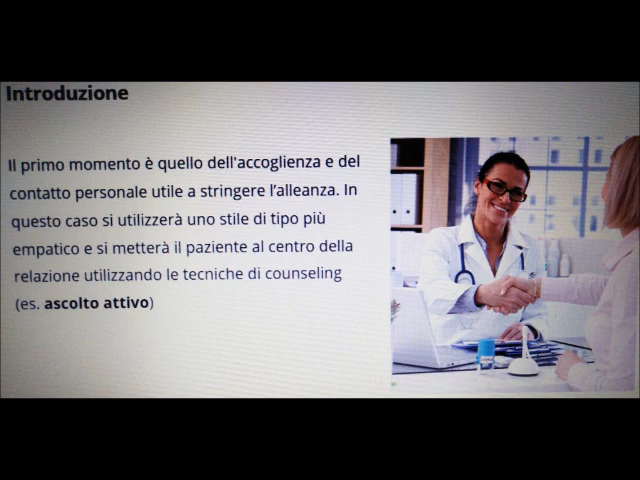 Introduzione
Il primo momento è quello dell'accoglienza e del
contatto personale utile a stringere l’alleanza. In
questo caso si utilizzerà uno stile di tipo più
empatico e si metterà il paziente al centro della
relazione utilizzando le tecniche di counseling
(es. ascolto attivo)